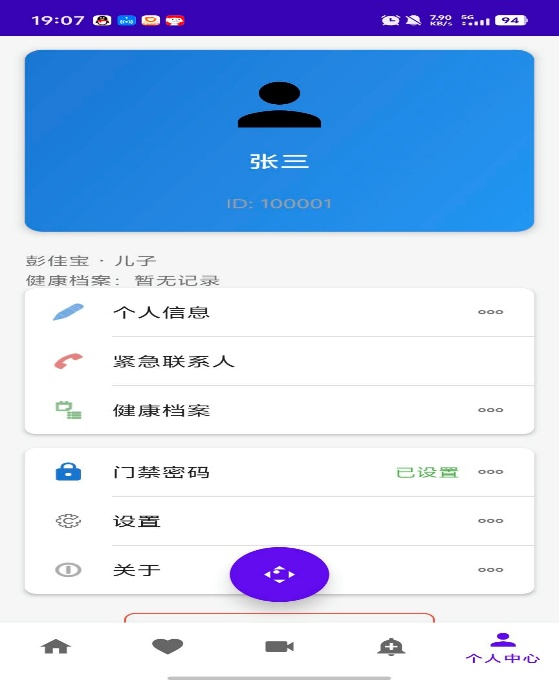 19:07
7.90 KB/s 5G 94
张三
ID: 100001
彭佳宝 · 儿子
健康档案：暂无记录
个人信息
紧急联系人
健康档案
门禁密码 已设置
设置
关于
个人中心